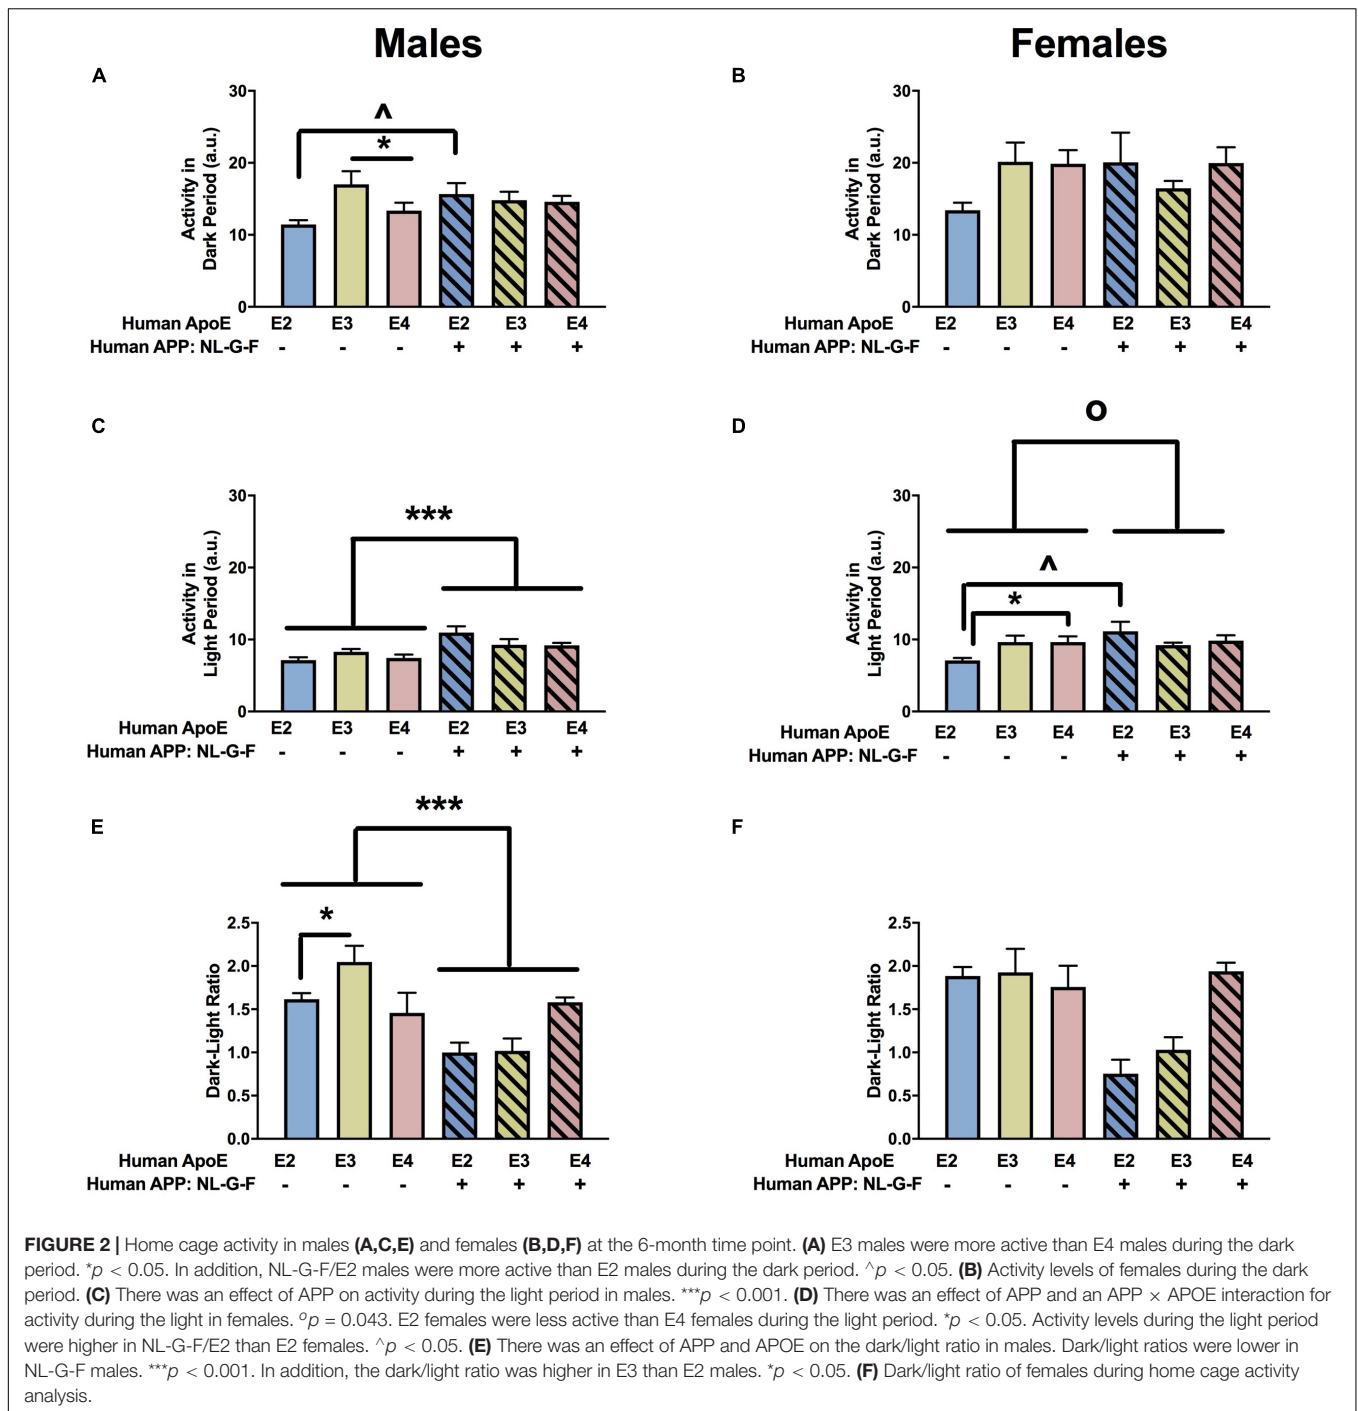 Males
Females
A
30
20
10
0
Activity in
Dark Period (a.u.)
^
*
Human ApoE E2 E3 E4 E2 E3 E4
Human APP: NL-G-F - - - + + +
B
30
20
10
0
Activity in
Dark Period (a.u.)
Human ApoE E2 E3 E4 E2 E3 E4
Human APP: NL-G-F - - - + + +
C
30
20
10
0
Activity in
Light Period (a.u.)
***
Human ApoE E2 E3 E4 E2 E3 E4
Human APP: NL-G-F - - - + + +
D
O
30
20
10
0
Activity in
Light Period (a.u.)
^
*
Human ApoE E2 E3 E4 E2 E3 E4
Human APP: NL-G-F - - - + + +
E
***
*
2.5
2.0
1.5
1.0
0.5
0.0
Dark-Light Ratio
Human ApoE E2 E3 E4 E2 E3 E4
Human APP: NL-G-F - - - + + +
F
2.5
2.0
1.5
1.0
0.5
0.0
Dark-Light Ratio
Human ApoE E2 E3 E4 E2 E3 E4
Human APP: NL-G-F - - - + + +
FIGURE 2 | Home cage activity in males (A,C,E) and females (B,D,F) at the 6-month time point. (A) E3 males were more active than E4 males during the dark
period. *p < 0.05. In addition, NL-G-F/E2 males were more active than E2 males during the dark period. ^p < 0.05. (B) Activity levels of females during the dark
period. (C) There was an effect of APP on activity during the light period in males. ***p < 0.001. (D) There was an effect of APP and an APP × APOE interaction for
activity during the light in females. °p = 0.043. E2 females were less active than E4 females during the light period. *p < 0.05. Activity levels during the light period
were higher in NL-G-F/E2 than E2 females. ^p < 0.05. (E) There was an effect of APP and APOE on the dark/light ratio in males. Dark/light ratios were lower in
NL-G-F males. ***p < 0.001. In addition, the dark/light ratio was higher in E3 than E2 males. *p < 0.05. (F) Dark/light ratio of females during home cage activity
analysis.